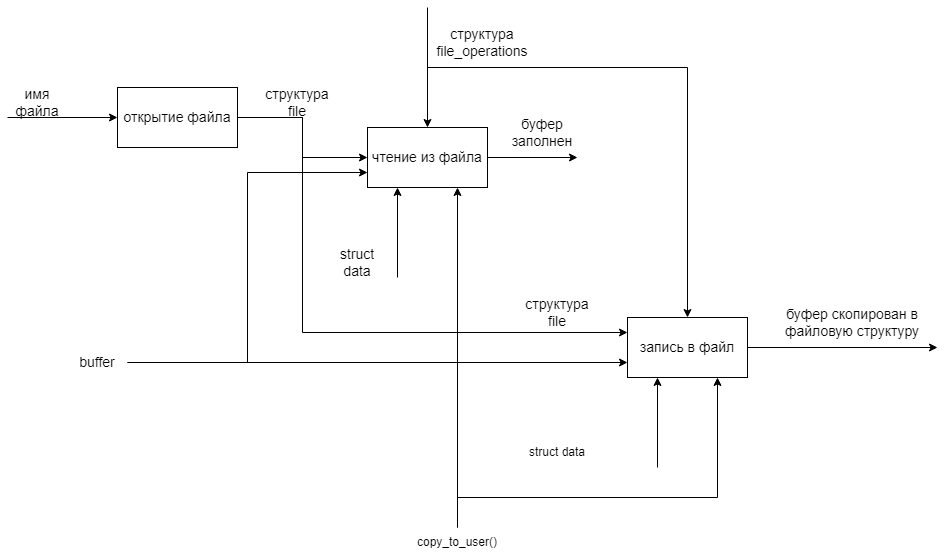 структура
file_operations
имя
файла
открытие файла
структура
file
чтение из файла
буфер
заполнен
struct
data
структура
file
буфер скопирован в
файловую структуру
запись в файл
buffer
struct data
copy_to_user()